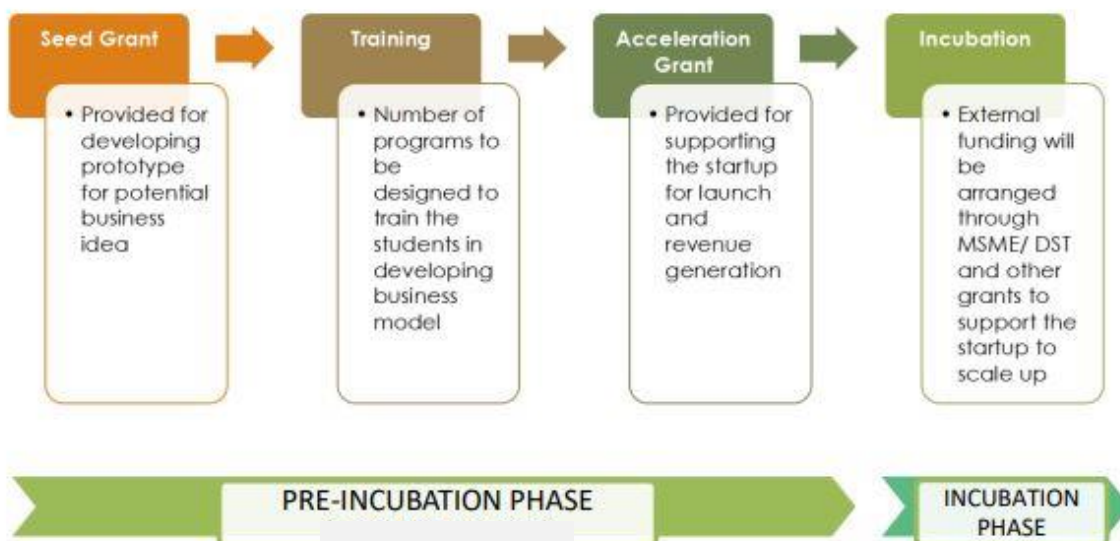 Seed Grant
• Provided for
developing
prototype
for potential
business
idea
Training
• Number of
programs to
be
designed to
train the
students in
developing
business
model
Acceleration
Grant
• Provided for
supporting
the startup
for launch
and
revenue
generation
Incubation
• External
funding will
be
arranged
through
MSME/ DST
and other
grants to
support the
startup to
scale up
PRE-INCUBATION PHASE
INCUBATION
PHASE